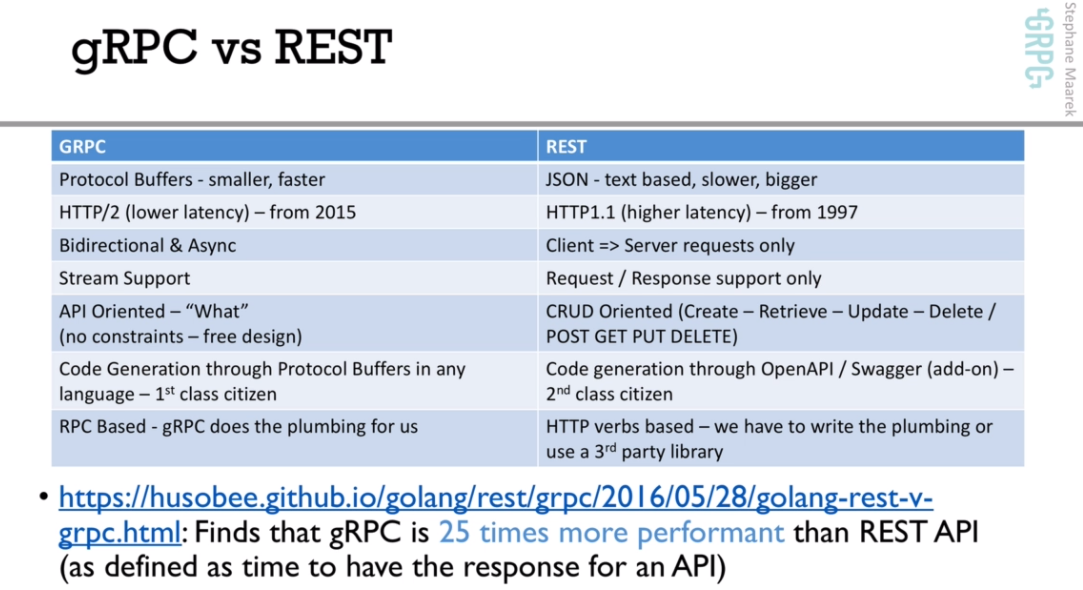 gRPC vs REST
GRPC
Stephane Maarek
GRPC
REST
Protocol Buffers - smaller, faster
JSON - text based, slower, bigger
HTTP/2 (lower latency) – from 2015
HTTP1.1 (higher latency) – from 1997
Bidirectional & Async
Client => Server requests only
Stream Support
Request / Response support only
API Oriented – “What”
(no constraints – free design)
CRUD Oriented (Create – Retrieve – Update – Delete /
POST GET PUT DELETE)
Code Generation through Protocol Buffers in any
language – 1st class citizen
Code generation through OpenAPI / Swagger (add-on) –
2nd class citizen
RPC Based - gRPC does the plumbing for us
HTTP verbs based – we have to write the plumbing or
use a 3rd party library
• https://husobee.github.io/golang/rest/grpc/2016/05/28/golang-rest-v-
grpc.html: Finds that gRPC is 25 times more performant than REST API
(as defined as time to have the response for an API)